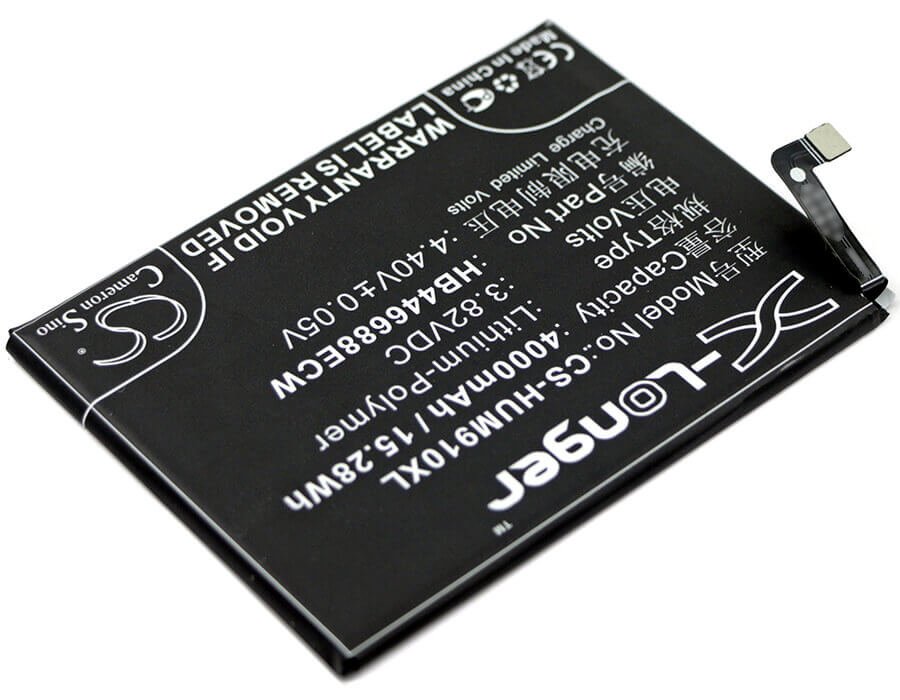 X-Longer™
型号Model No.:CS-HUM910XL
容量Capacity :4000mAh / 15.28Wh
规格Type :Lithium-Polymer
电压Volts :3.82VDC
编号Part No :HB446688ECW
充电限制电压 :4.40V±0.05V
Charge Limited Volts
CE
Made In China
WARRANTY VOID IF
LABEL IS REMOVED
CS
Cameron Sino
®